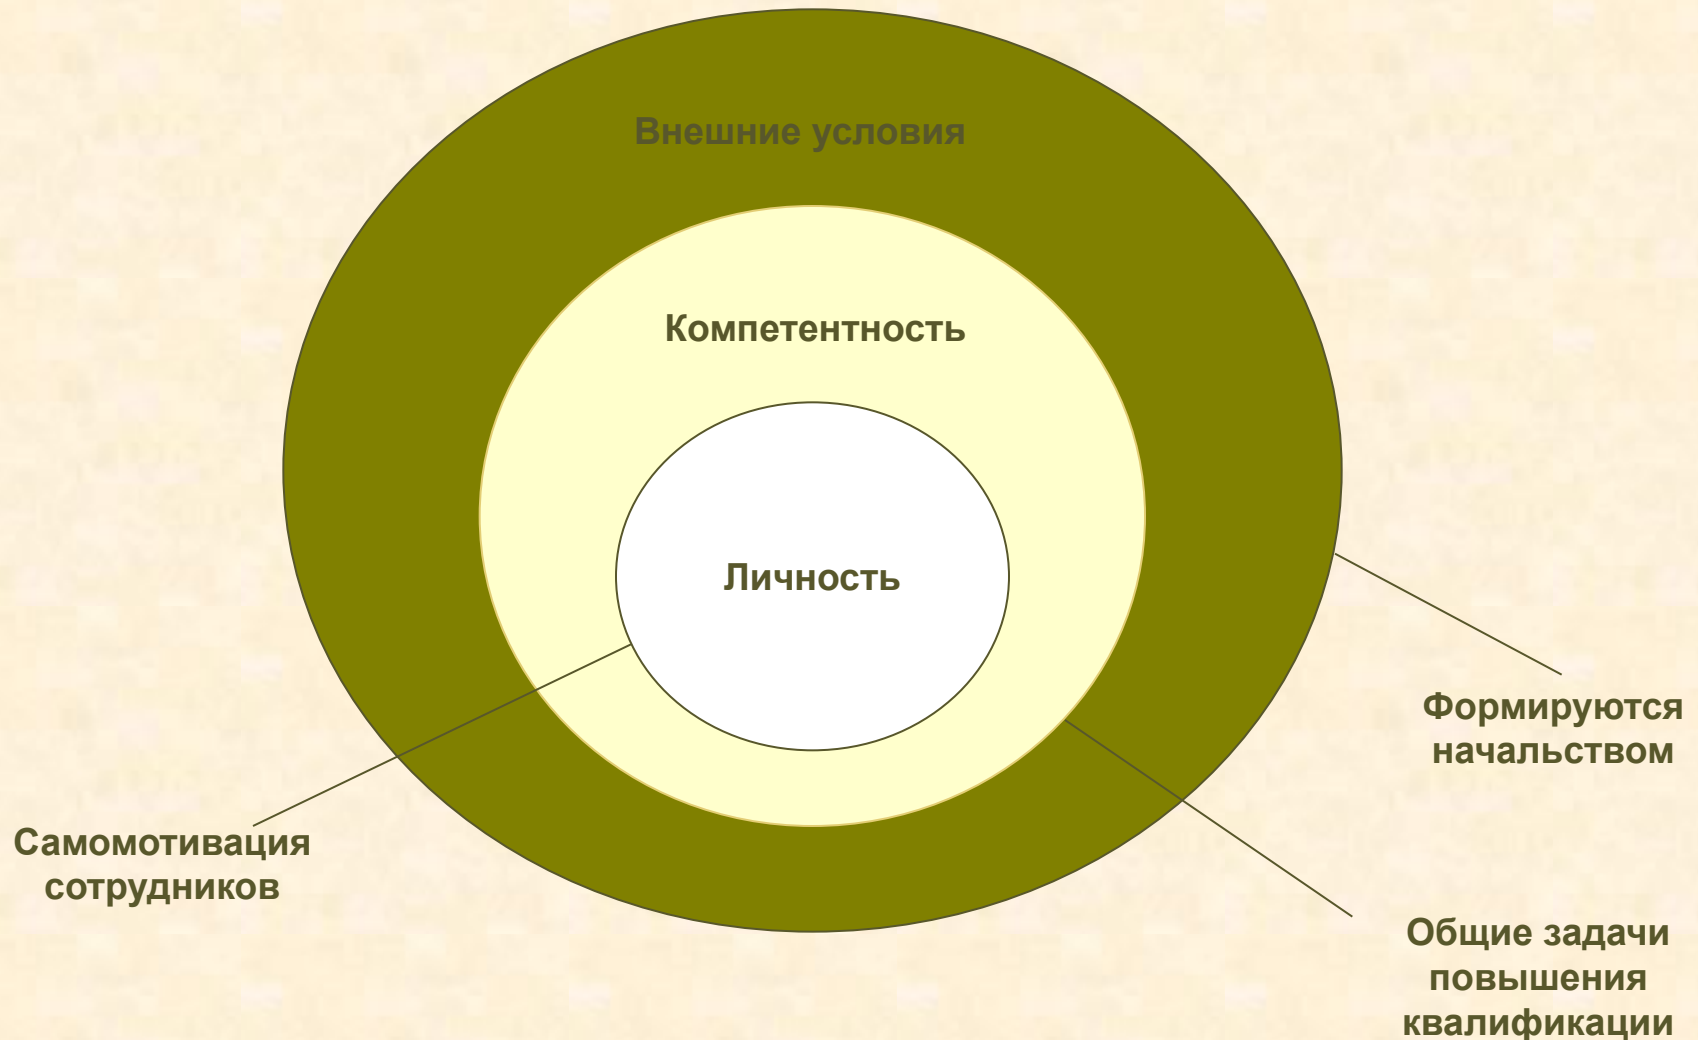 Внешние условия
Компетентность
Личность
Формируются
начальством
Самомотивация
сотрудников
Общие задачи
повышения
квалификации